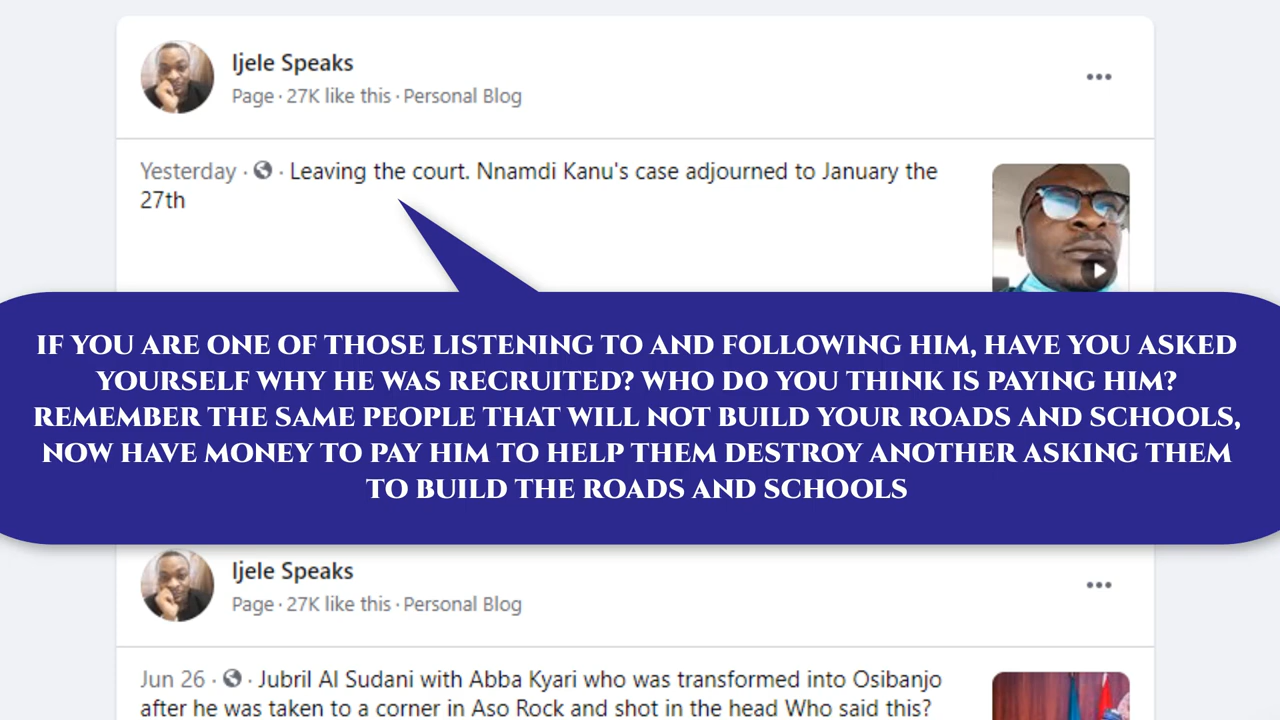 Ijele Speaks
Page · 27K like this · Personal Blog
Yesterday · · Leaving the court. Nnamdi Kanu's case adjourned to January the
27th
IF YOU ARE ONE OF THOSE LISTENING TO AND FOLLOWING HIM, HAVE YOU ASKED
YOURSELF WHY HE WAS RECRUITED? WHO DO YOU THINK IS PAYING HIM?
REMEMBER THE SAME PEOPLE THAT WILL NOT BUILD YOUR ROADS AND SCHOOLS,
NOW HAVE MONEY TO PAY HIM TO HELP THEM DESTROY ANOTHER ASKING THEM
TO BUILD THE ROADS AND SCHOOLS
Ijele Speaks
Page · 27K like this · Personal Blog
Jun 26 · · Jubril Al Sudani with Abba Kyari who was transformed into Osibanjo
after he was taken to a corner in Aso Rock and shot in the head Who said this?